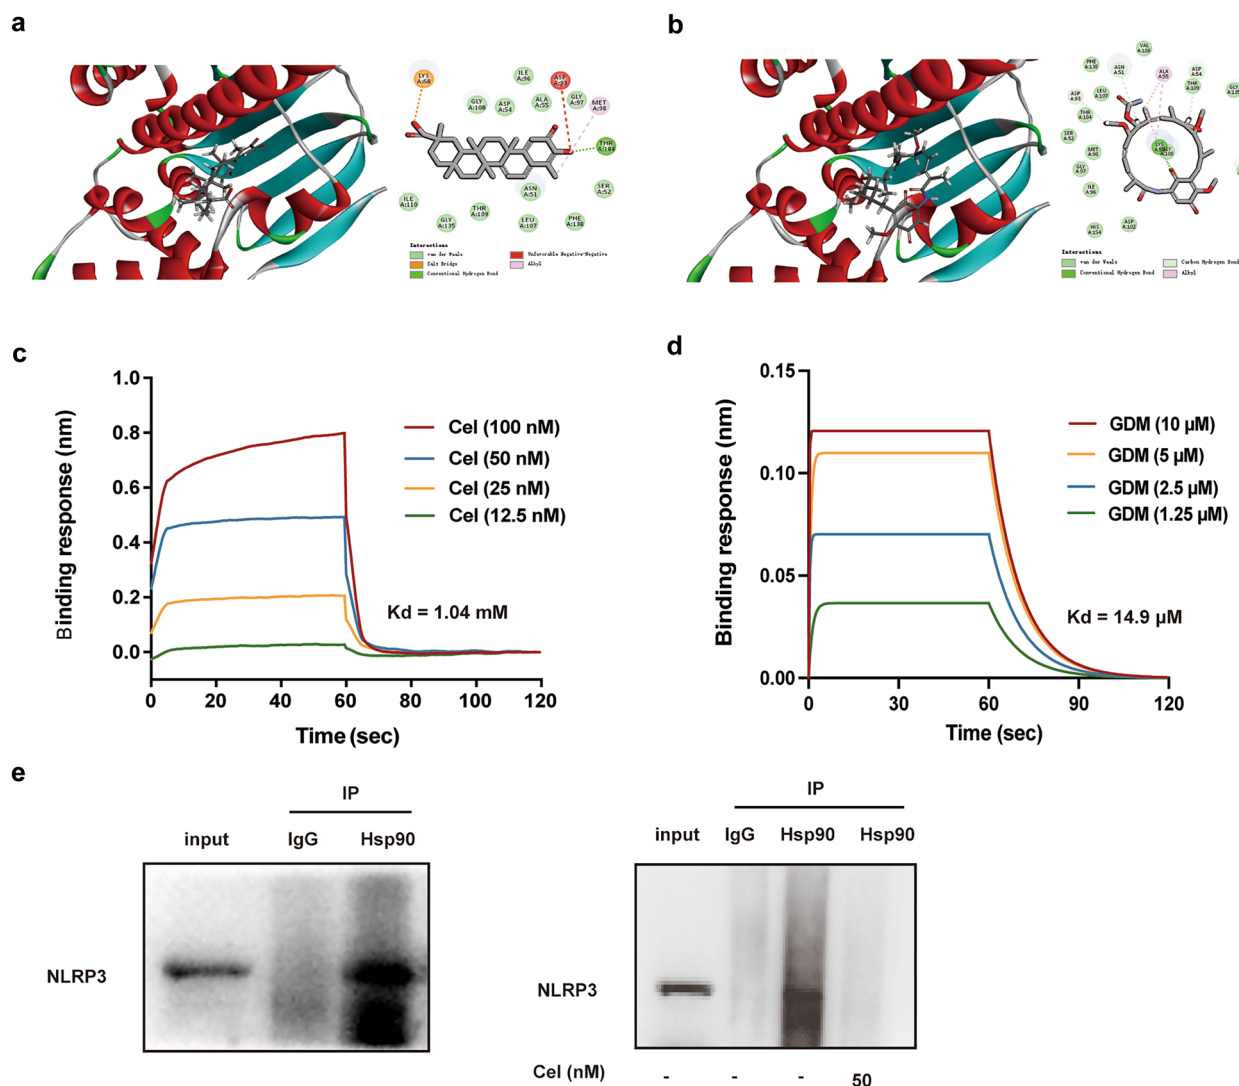 a
LYS A:58
ILE A:96
ASP A:93
GLY A:108
ASP A:54
ALA A:55
GLY A:97
MET A:98
THR A:184
ASN A:51
SER A:52
ILE A:110
GLY A:135
THR A:109
LEU A:107
PHE A:138
Interactions
van der Waals
Salt Bridge
Conventional Hydrogen Bond
Unfavorable Negative-Negative
Alkyl
b
VAL A:186
PHE A:138
ASN A:51
ALA A:55
ASP A:54
ASP A:93
LEU A:107
THR A:109
GLY A:135
THR A:184
SER A:52
MET A:98
GLY A:97
ILE A:96
HIS A:154
ASP A:102
Interactions
van der Waals
Conventional Hydrogen Bond
Carbon Hydrogen Bond
Alkyl
c
Binding response (nm)
1.0
0.8
0.6
0.4
0.2
0.0
Cel (100 nM)
Cel (50 nM)
Cel (25 nM)
Cel (12.5 nM)
Kd = 1.04 mM
0 20 40 60 80 100 120
Time (sec)
d
Binding response (nm)
0.15
0.10
0.05
0.00
GDM (10 µM)
GDM (5 µM)
GDM (2.5 µM)
GDM (1.25 µM)
Kd = 14.9 µM
0 30 60 90 120
Time (sec)
e
IP
input IgG Hsp90
NLRP3
IP
input IgG Hsp90 Hsp90
NLRP3
Cel (nM) - - - 50